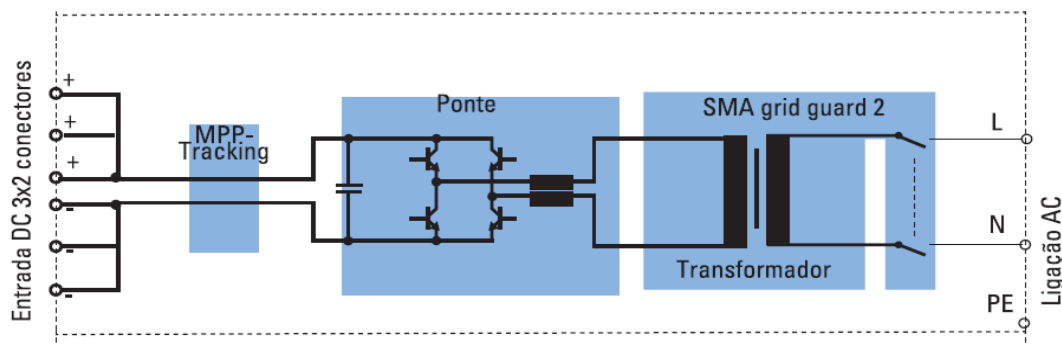 Entrada DC 3x2 conectores
+
+
+
-
-
-
MPP-
Tracking
Ponte
SMA grid guard 2
Transformador
L
N
PE
Ligação AC